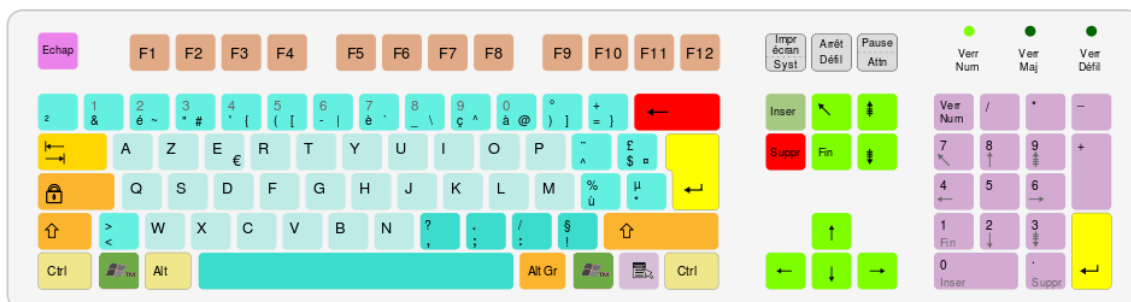 Echap F1 F2 F3 F4 F5 F6 F7 F8 F9 F10 F11 F12
Impr écran Syst
Arrêt Défil
Pause Attn
Verr Num
Verr Maj
Verr Défil
²
1 &
2 é ~
3 " #
4 ' {
5 ( [
6 - |
7 è `
8 _ \
9 ç ^
0 à @
° ) ]
+ = }
←
Inser ↖ ⇞
Verr Num / * –
A Z E € R T Y U I O P
¨ ^
£ $ ¤
Suppr Fin ⇟
7 ↖ 8 ↑ 9 ⇞ +
Q S D F G H J K L M
% ù
µ *
4 ← 5 6 →
> <
W X C V B N
? ,
. ;
/ :
§ !
↑
1 Fin 2 ↓ 3 ⇟
Ctrl TM Alt Alt Gr TM Ctrl
← ↓ →
0 Inser
. Suppr